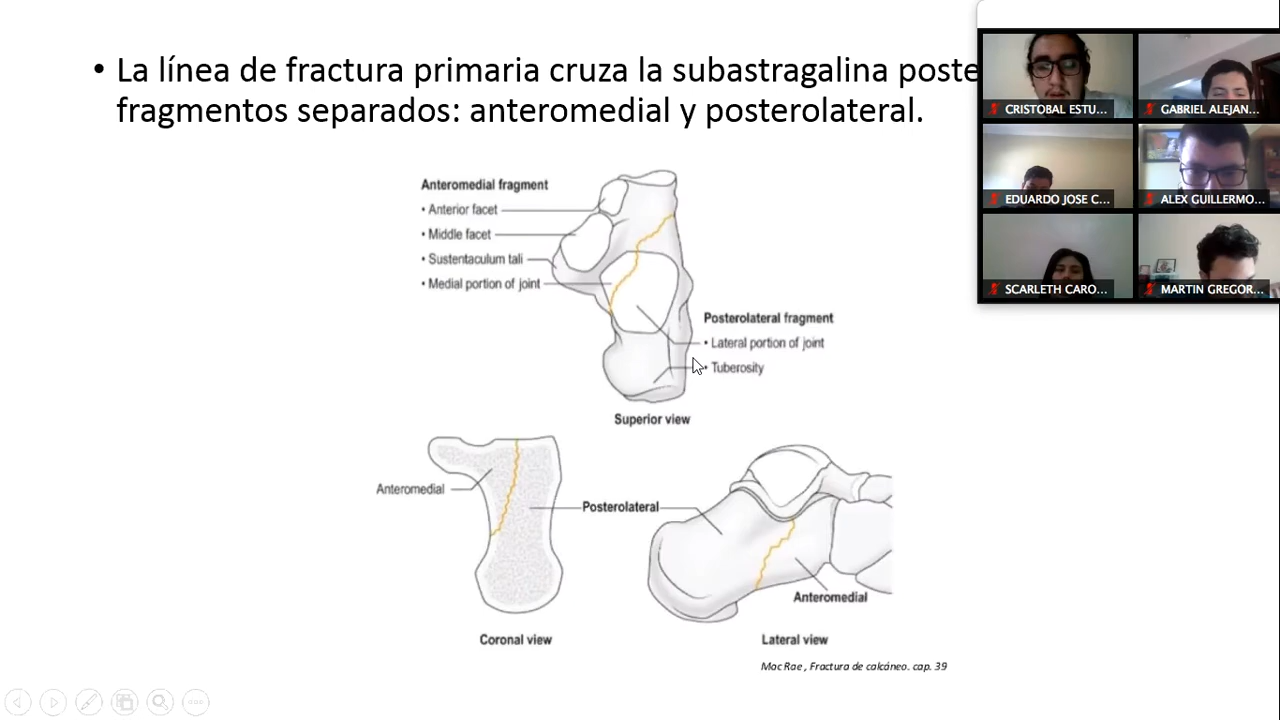 • La línea de fractura primaria cruza la subastragalina poste
fragmentos separados: anteromedial y posterolateral.
CRISTOBAL ESTU...
GABRIEL ALEJAN...
EDUARDO JOSE C...
ALEX GUILLERMO...
SCARLETH CARO...
MARTIN GREGOR...
Anteromedial fragment
• Anterior facet
• Middle facet
• Sustentaculum tali
• Medial portion of joint
Posterolateral fragment
• Lateral portion of joint
• Tuberosity
Superior view
Anteromedial
Posterolateral
Anteromedial
Coronal view
Lateral view
Mac Rae , Fractura de calcáneo. cap. 39